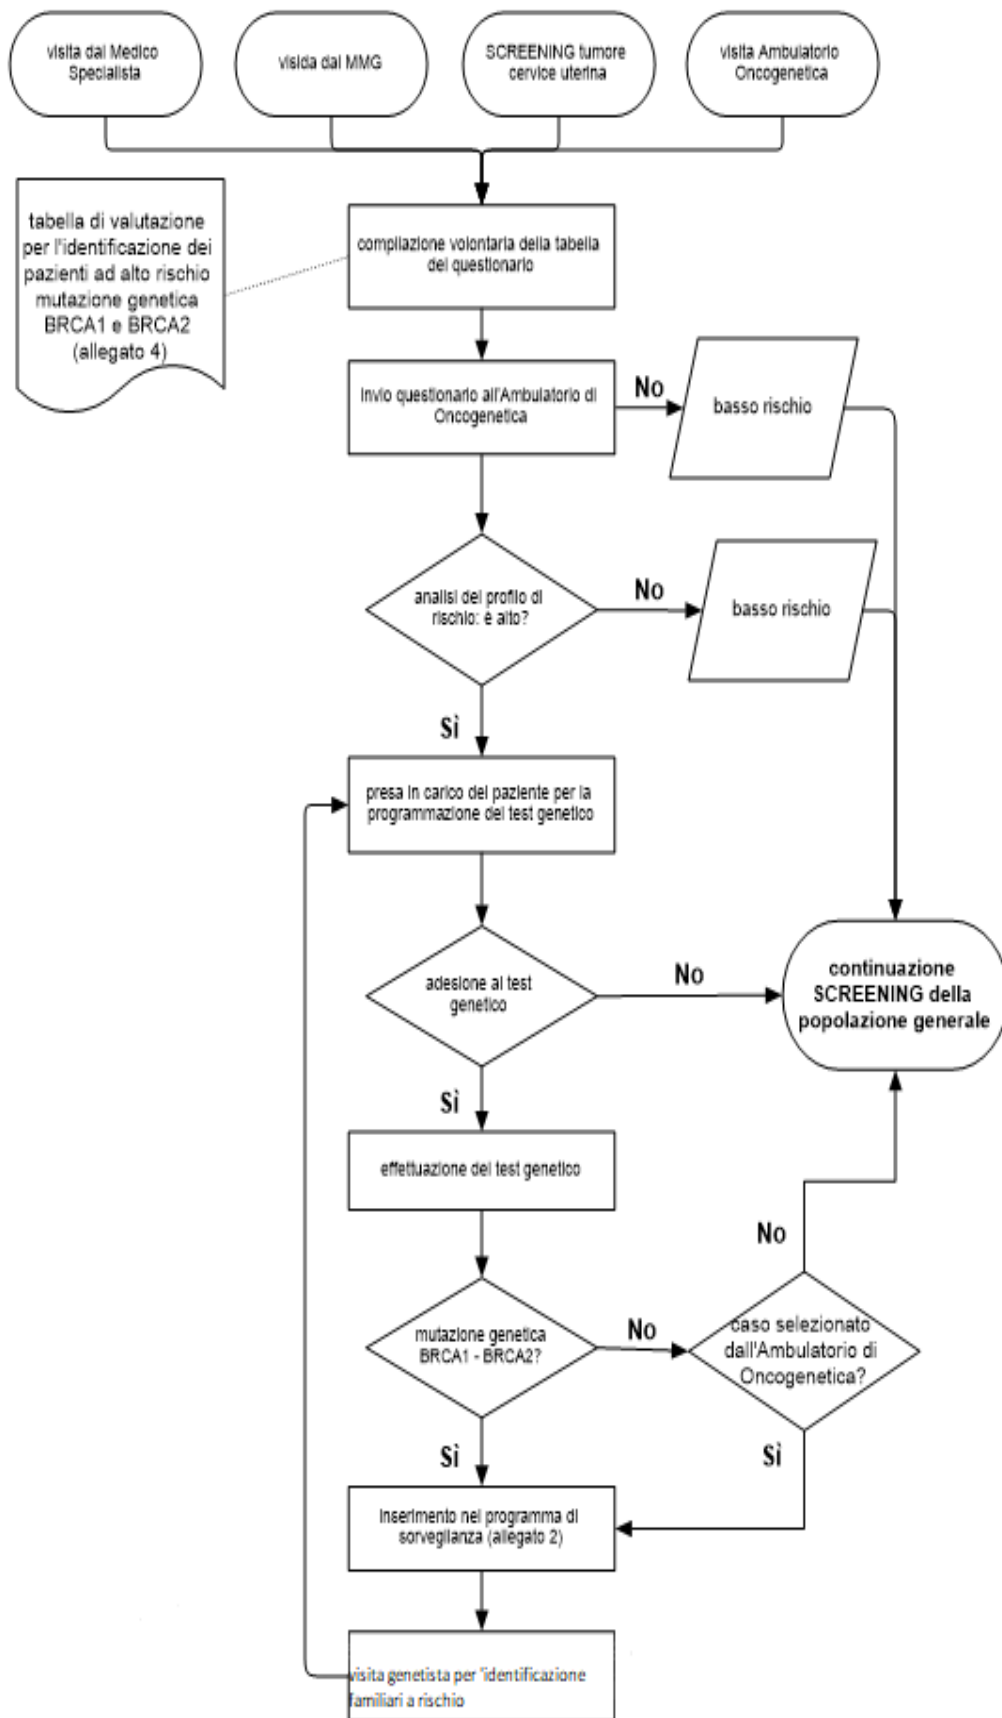 visita dal Medico
Specialista
visida dal MMG
SCREENING tumore
cervice uterina
visita Ambulatorio
Oncogenetica
tabella di valutazione
per l'identificazione dei
pazienti ad alto rischio
mutazione genetica
BRCA1 e BRCA2
(allegato 4)
compilazione volontaria della tabella
del questionario
Invio questionario all'Ambulatorio di
Oncogenetica
No
basso rischio
analisi del profilo di
rischio: è alto?
No
basso rischio
Sì
presa in carico del paziente per la
programmazione del test genetico
adesione al test
genetico
No
continuazione
SCREENING della
popolazione generale
Sì
effettuazione del test genetico
No
mutazione genetica
BRCA1 - BRCA2?
No
caso selezionato
dall'Ambulatorio di
Oncogenetica?
Sì
Sì
Inserimento nel programma di
sorveglianza (allegato 2)
visita genetista per 'identificazione
familiari a rischio